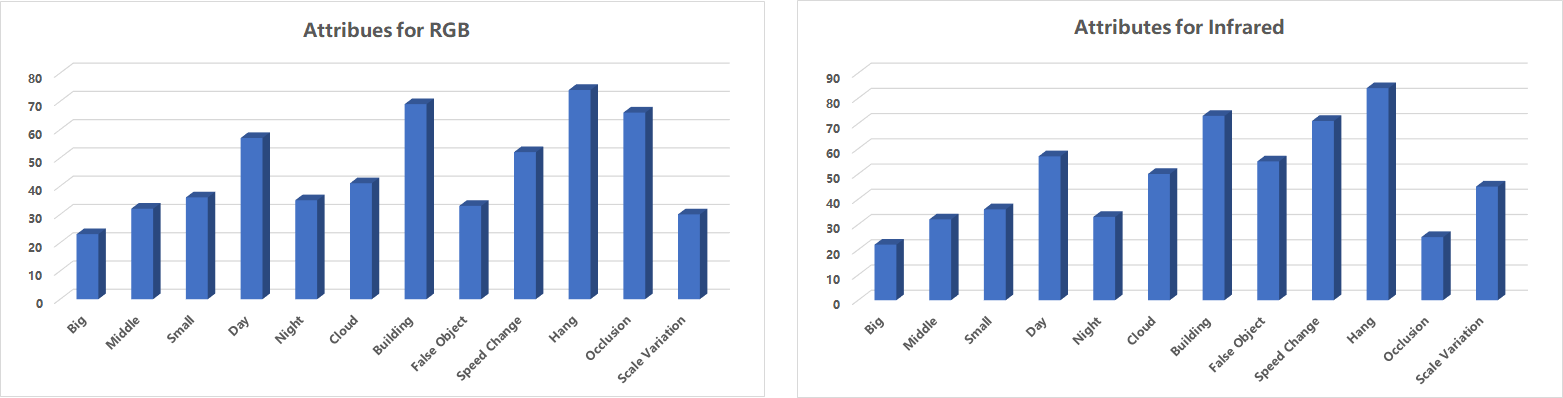 Attribues for RGB
80
70
60
50
40
30
20
10
0
Big
Middle
Small
Day
Night
Cloud
Building
False Object
Speed Change
Hang
Occlusion
Scale Variation
Attributes for Infrared
90
80
70
60
50
40
30
20
10
0
Big
Middle
Small
Day
Night
Cloud
Building
False Object
Speed Change
Hang
Occlusion
Scale Variation